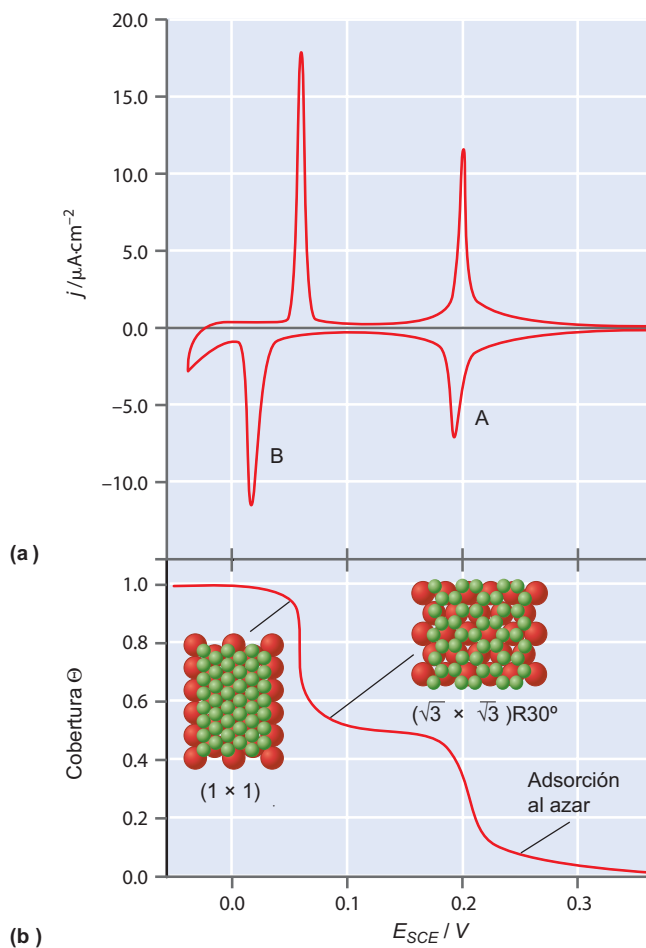 20.0
15.0
10.0
5.0
0.0
−5.0
−10.0
j / µA·cm⁻²
A
B
(a )
1.0
0.8
0.6
0.4
0.2
0.0
Cobertura Θ
(1 × 1)
(√3 × √3 )R30º
Adsorción
al azar
0.0 0.1 0.2 0.3
E_SCE / V
(b )